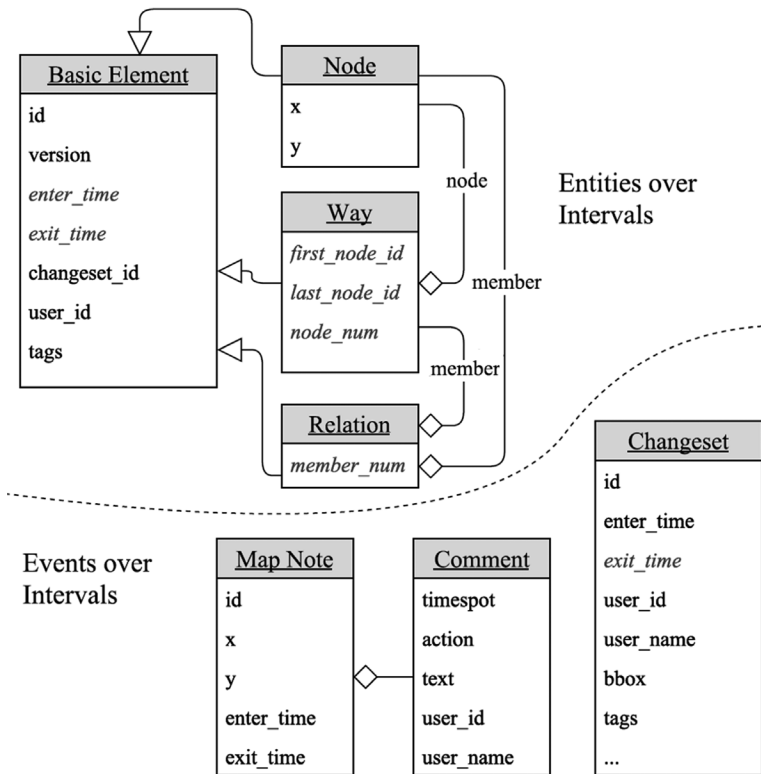 Basic Element
id
version
enter_time
exit_time
changeset_id
user_id
tags
Node
x
y
node
Way
first_node_id
last_node_id
node_num
member
member
Relation
member_num
Entities over
Intervals
Events over
Intervals
Map Note
id
x
y
enter_time
exit_time
Comment
timespot
action
text
user_id
user_name
Changeset
id
enter_time
exit_time
user_id
user_name
bbox
tags
...